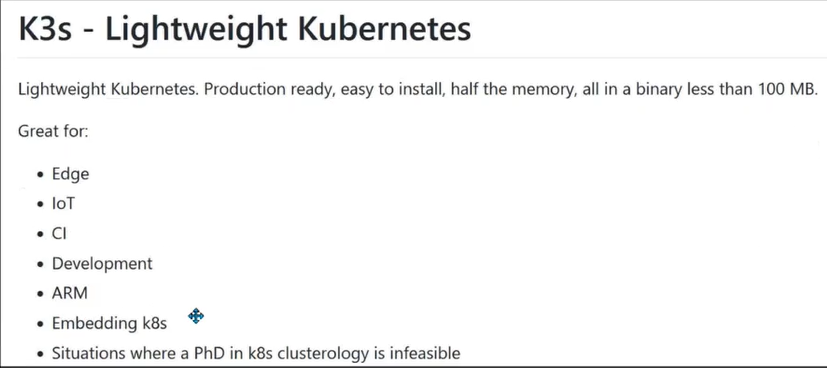 K3s - Lightweight Kubernetes
Lightweight Kubernetes. Production ready, easy to install, half the memory, all in a binary less than 100 MB.
Great for:
• Edge
• IoT
• CI
• Development
• ARM
• Embedding k8s
• Situations where a PhD in k8s clusterology is infeasible